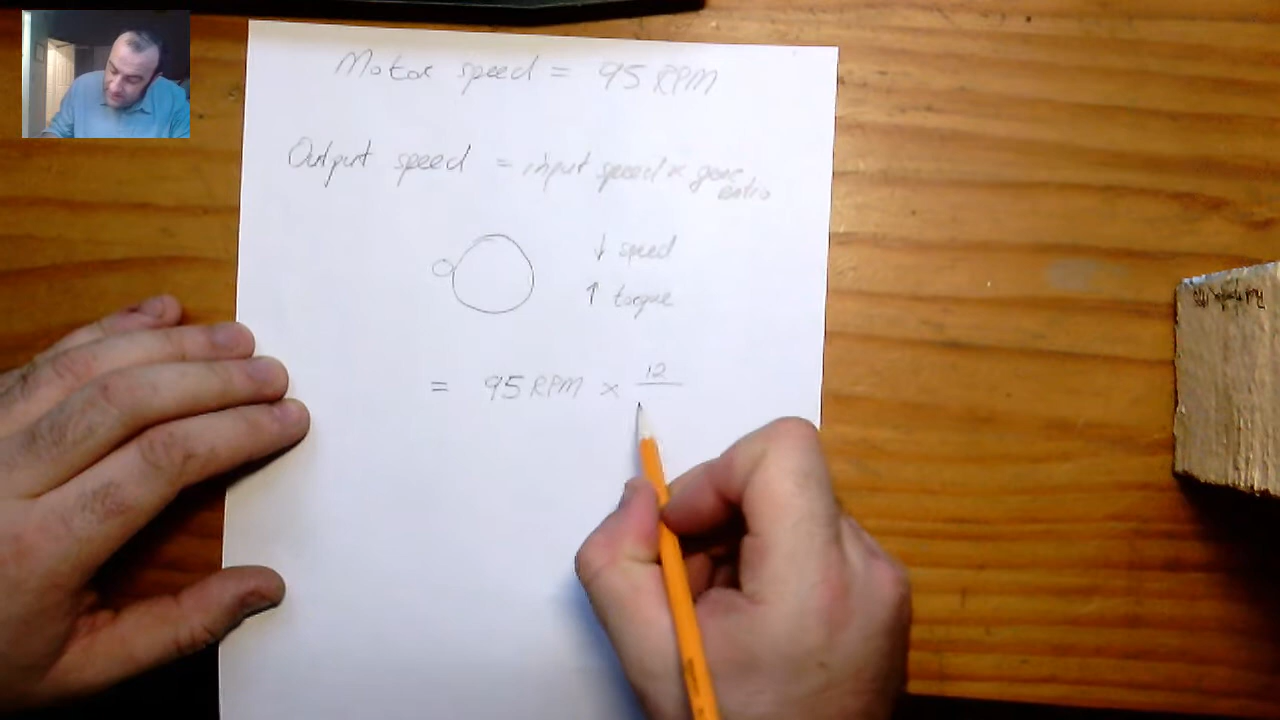 Motor speed = 95 RPM
Output speed = input speed × gear
ratio
↓ speed
↑ torque
= 95 RPM × 12